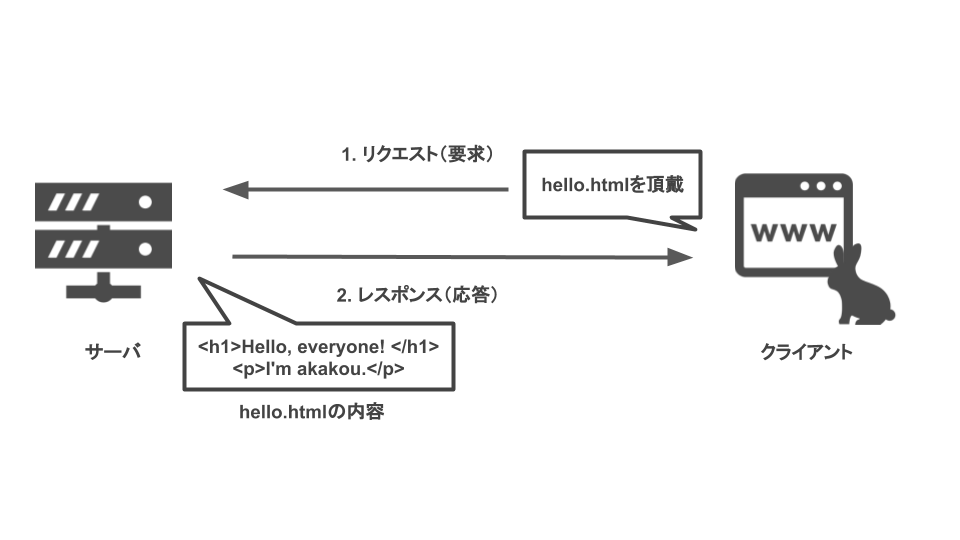 1. リクエスト（要求）
hello.htmlを頂戴
www
2. レスポンス（応答）
サーバ
<h1>Hello, everyone! </h1>
<p>I'm akakou.</p>
クライアント
hello.htmlの内容